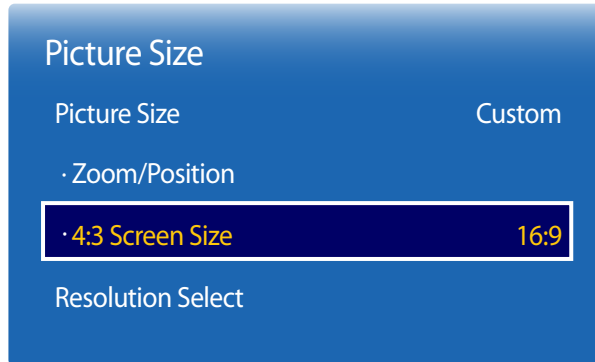 Picture Size
Picture Size Custom
· Zoom/Position
· 4:3 Screen Size 16:9
Resolution Select